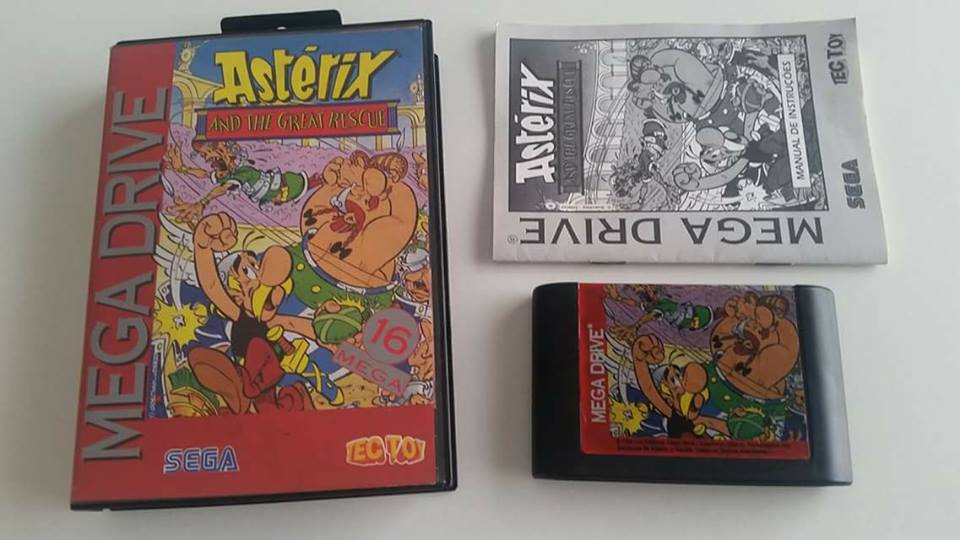 MEGA DRIVE
Astérix
AND THE GREAT RESCUE
16
MEGA
SEGA
TEC TOY
Astérix
AND THE GREAT RESCUE
MANUAL DE INSTRUÇÕES
TEC TOY
SEGA
MEGA DRIVE®
MEGA DRIVE®